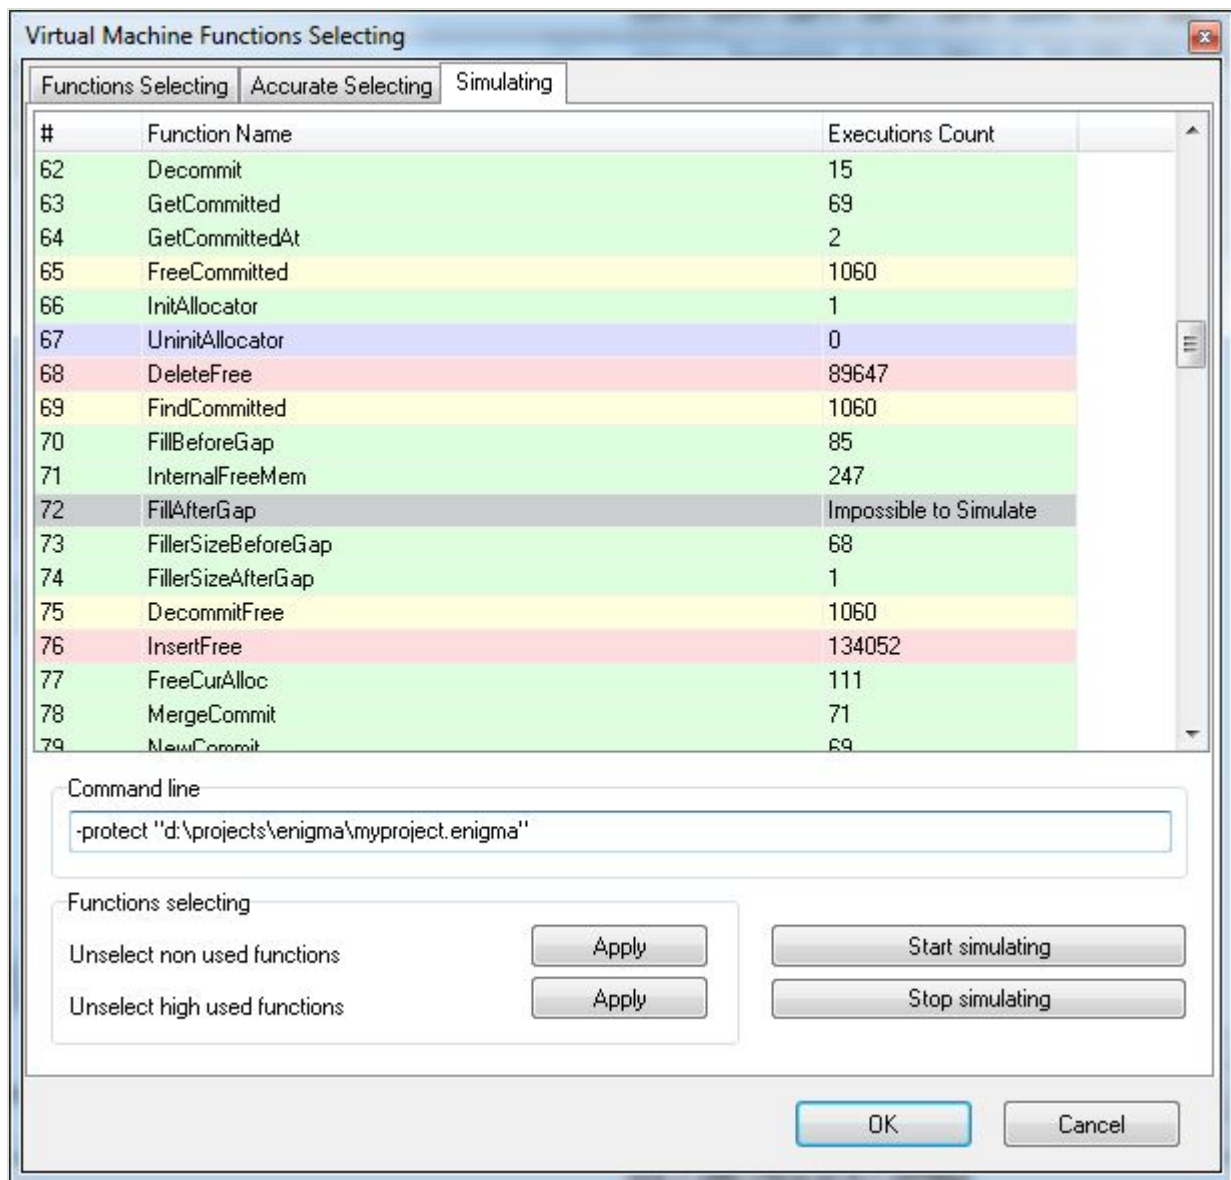 Virtual Machine Functions Selecting
Functions Selecting Accurate Selecting Simulating
# Function Name Executions Count
62 Decommit 15
63 GetCommitted 69
64 GetCommittedAt 2
65 FreeCommitted 1060
66 InitAllocator 1
67 UninitAllocator 0
68 DeleteFree 89647
69 FindCommitted 1060
70 FillBeforeGap 85
71 InternalFreeMem 247
72 FillAfterGap Impossible to Simulate
73 FillerSizeBeforeGap 68
74 FillerSizeAfterGap 1
75 DecommitFree 1060
76 InsertFree 134052
77 FreeCurAlloc 111
78 MergeCommit 71
79 NewCommit 69
Command line
-protect "d:\projects\enigma\myproject.enigma"
Functions selecting
Unselect non used functions Apply Start simulating
Unselect high used functions Apply Stop simulating
OK Cancel